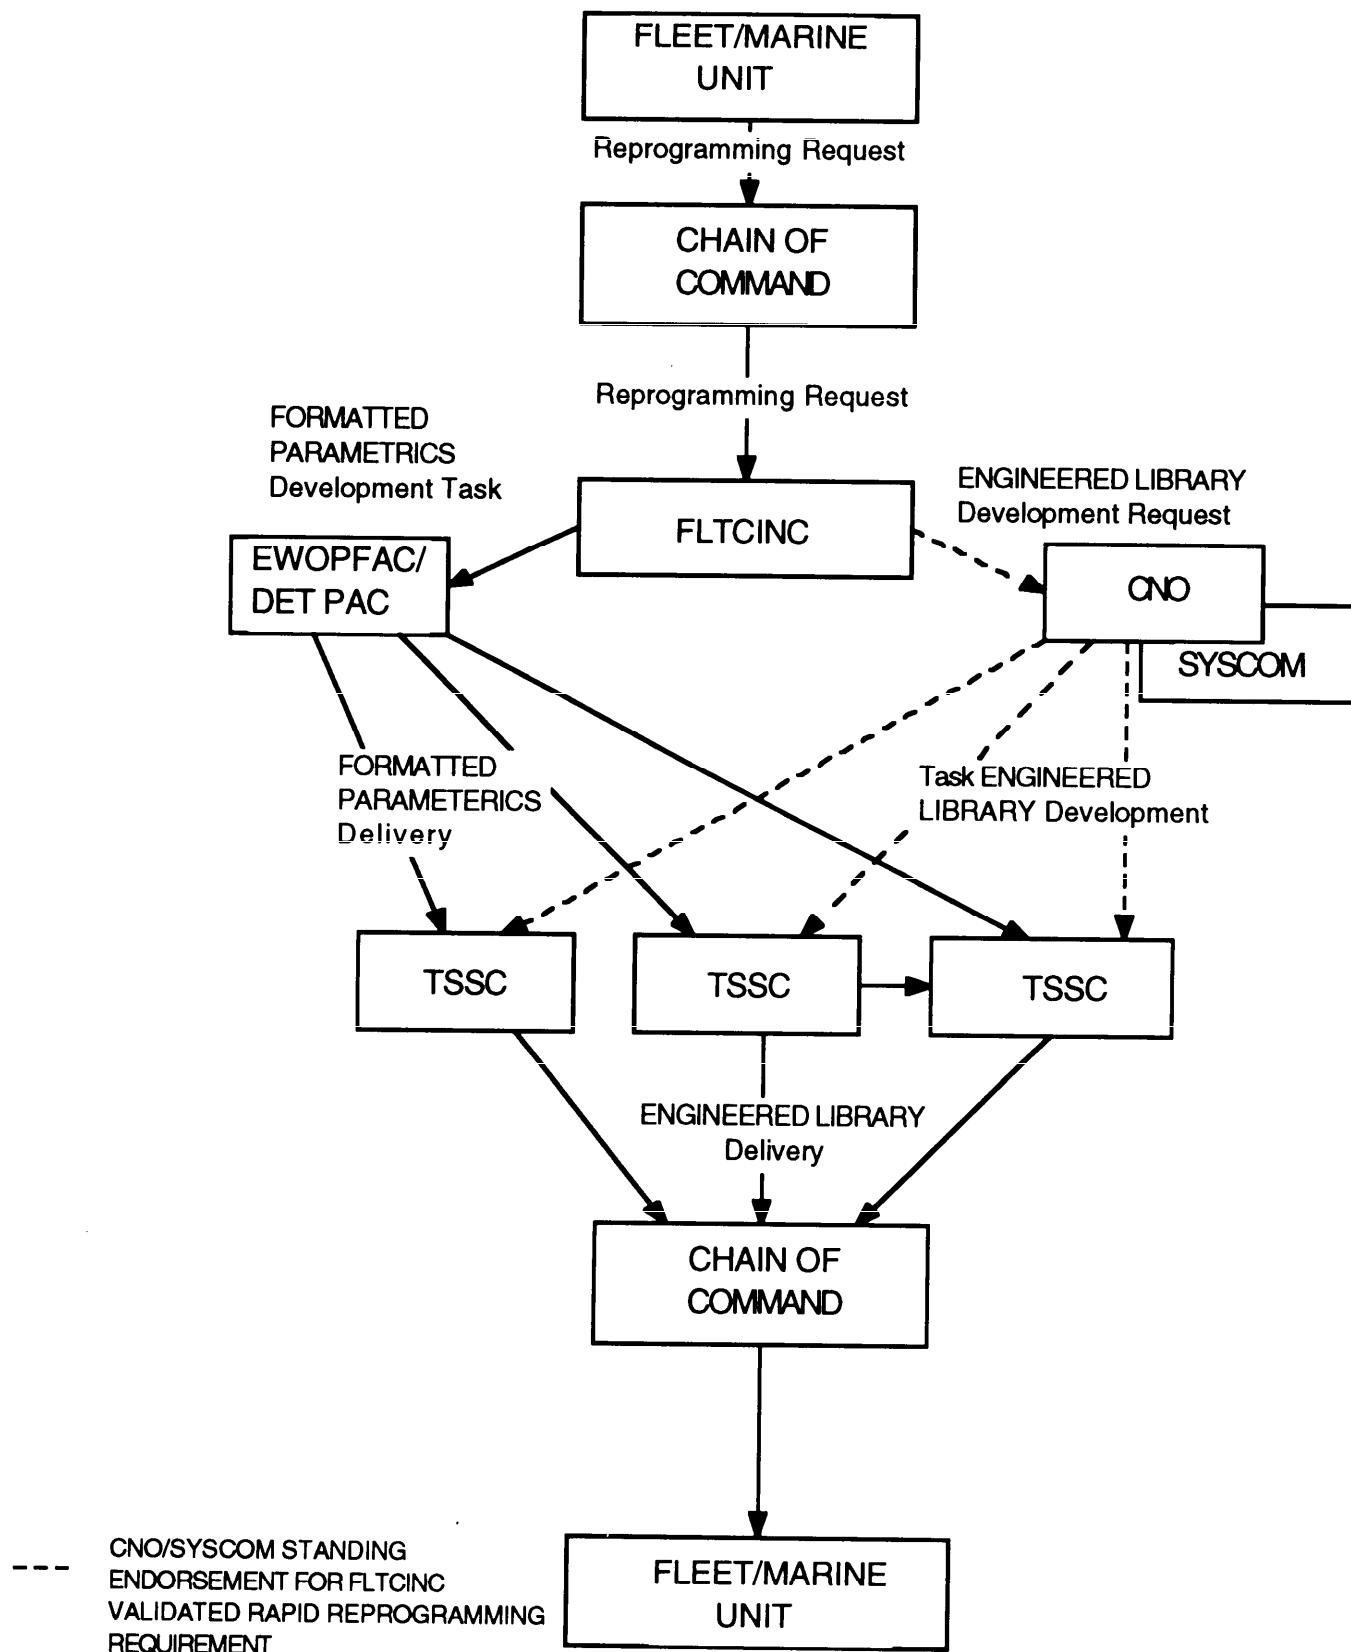 FLEET/MARINE
UNIT
Reprogramming Request
CHAIN OF
COMMAND
Reprogramming Request
FORMATTED
PARAMETRICS
Development Task
FLTCINC
ENGINEERED LIBRARY
Development Request
EWOPFAC/
DET PAC
CNO
SYSCOM
FORMATTED
PARAMETERICS
Delivery
Task ENGINEERED
LIBRARY Development
TSSC
TSSC
TSSC
ENGINEERED LIBRARY
Delivery
CHAIN OF
COMMAND
CNO/SYSCOM STANDING
ENDORSEMENT FOR FLTCINC
VALIDATED RAPID REPROGRAMMING
REQUIREMENT
FLEET/MARINE
UNIT